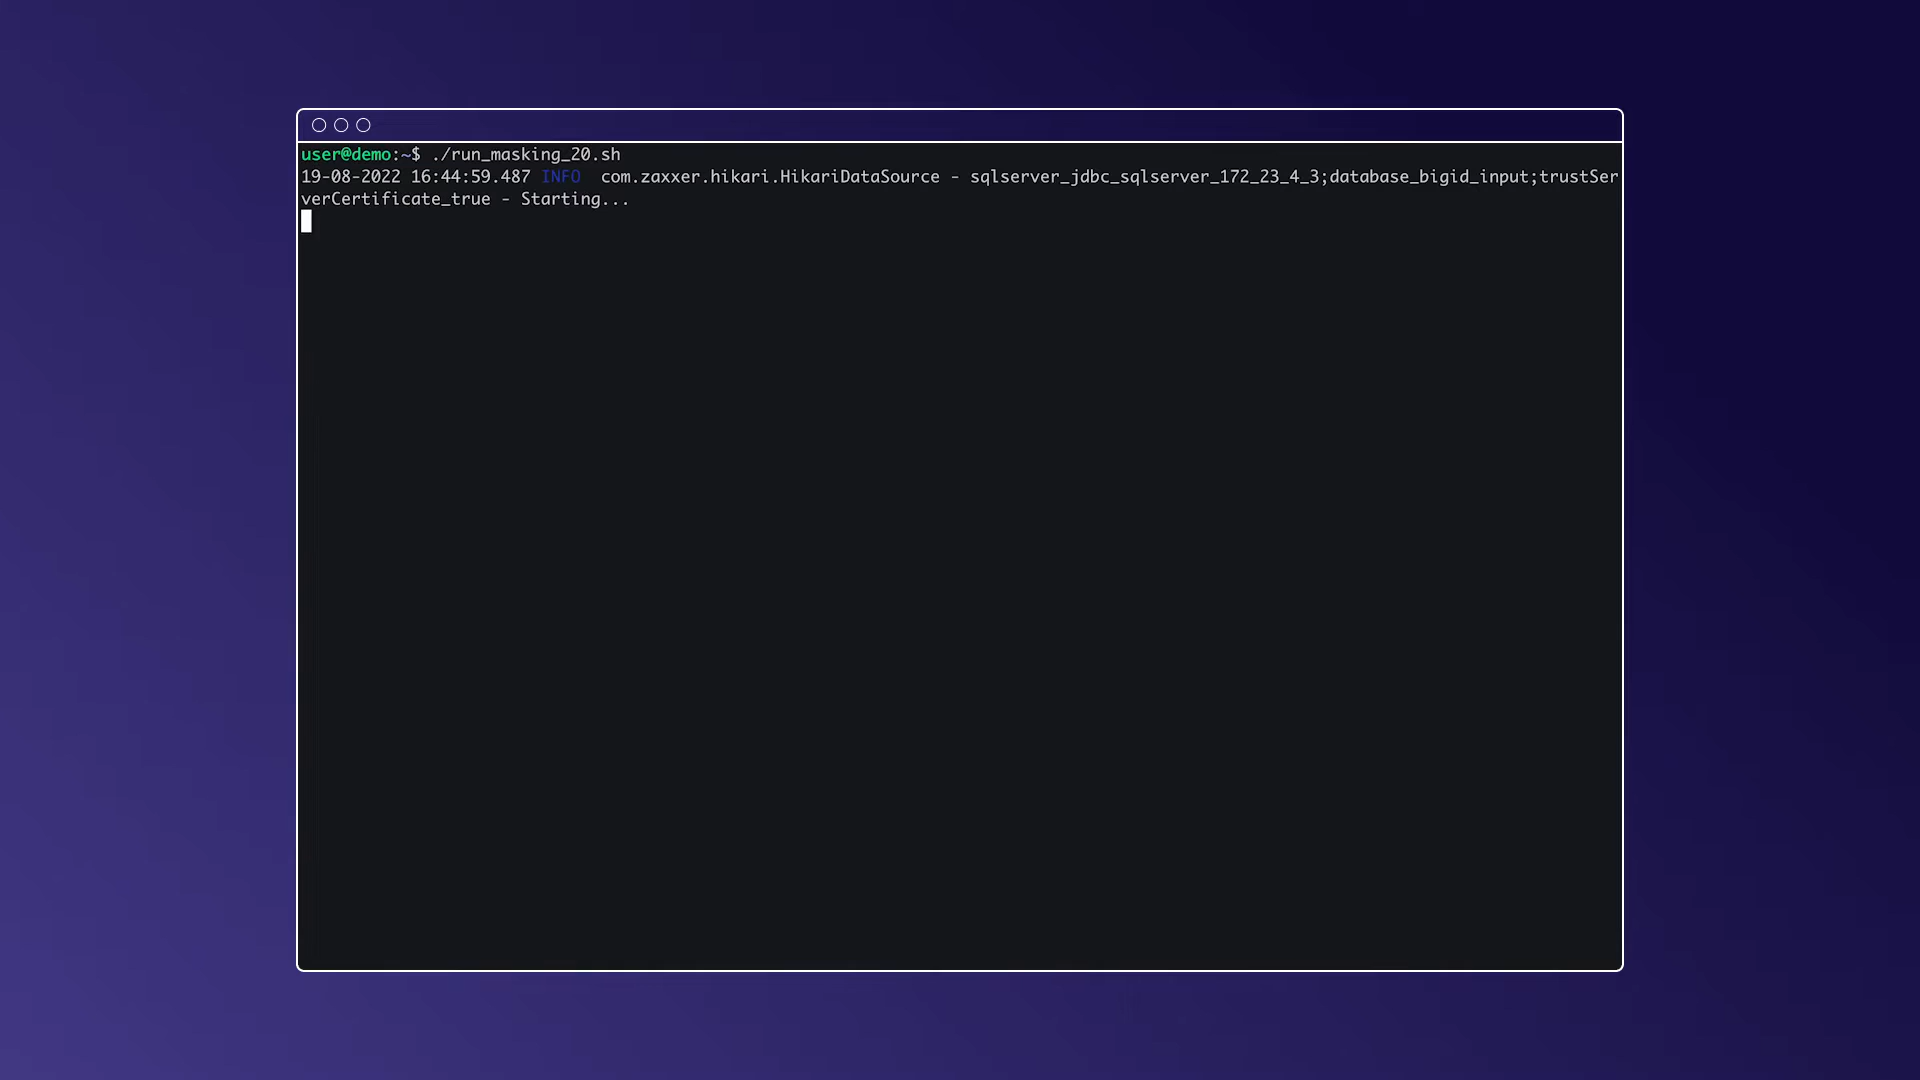 user@demo:~$ ./run_masking_20.sh
19-08-2022 16:44:59.487 INFO  com.zaxxer.hikari.HikariDataSource - sqlserver_jdbc_sqlserver_172_23_4_3;database_bigid_input;trustSer
verCertificate_true - Starting...